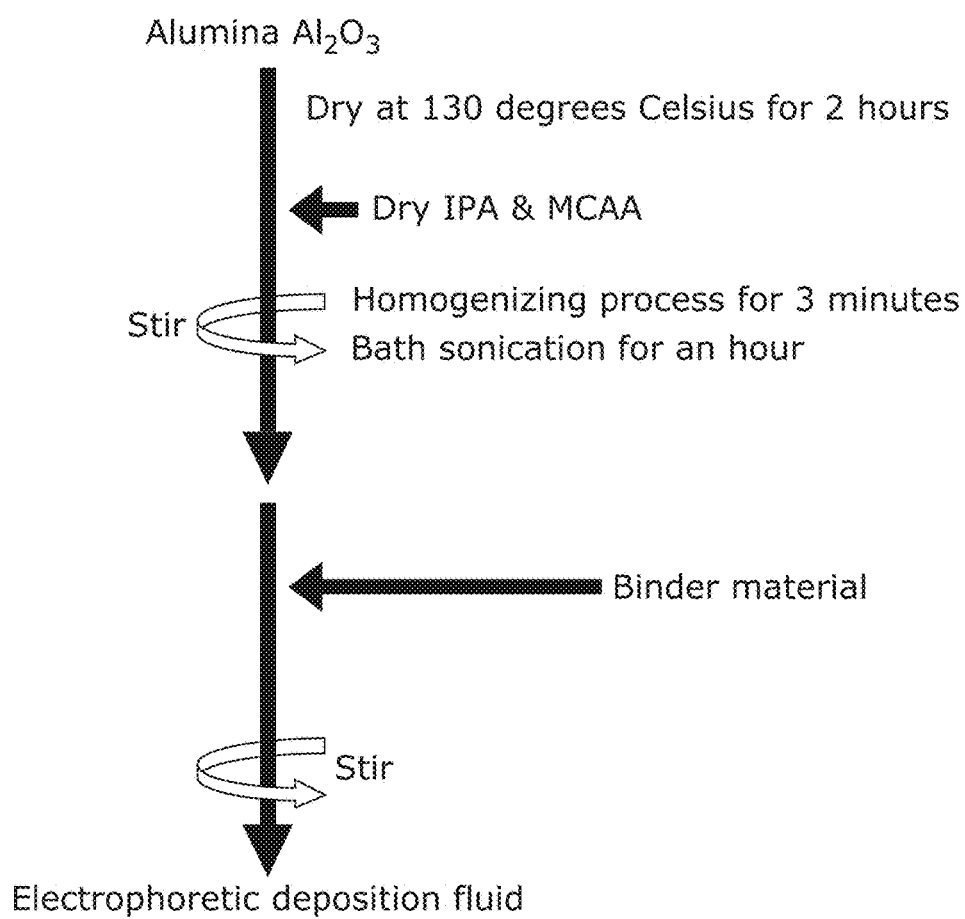 Alumina Al₂O₃
Dry at 130 degrees Celsius for 2 hours
Dry IPA & MCAA
Homogenizing process for 3 minutes
Stir
Bath sonication for an hour
Binder material
Stir
Electrophoretic deposition fluid